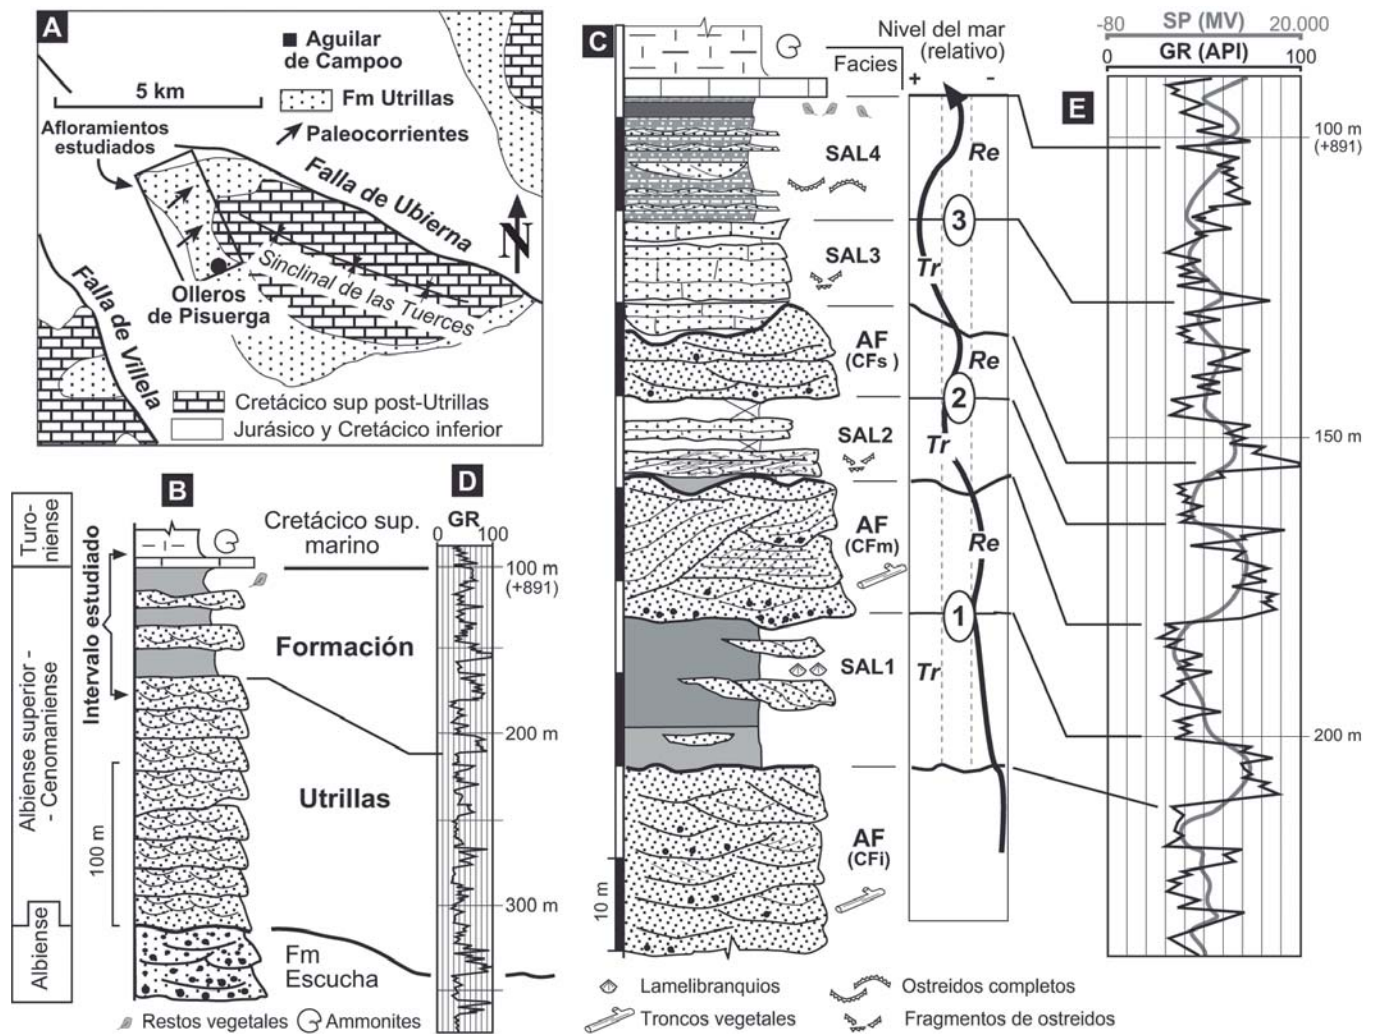 A
Aguilar
de Campoo
5 km
Fm Utrillas
Paleocorrientes
Afloramientos
estudiados
Falla de Ubierna
N
Sinclinal de las Tuerces
Olleros
de Pisuerga
Falla de Villela
Cretácico sup post-Utrillas
Jurásico y Cretácico inferior
B
D
GR
0
100
Cretácico sup.
marino
Turo-
niense
Albiense superior -
- Cenomaniense
Albiense
Intervalo estudiado
100 m
100 m
(+891)
Formación
200 m
Utrillas
300 m
Fm
Escucha
Restos vegetales
Ammonites
C
Facies
Nivel del mar
(relativo)
+
-
SAL4
Re
3
SAL3
Tr
AF
(CFs )
Re
2
SAL2
Tr
AF
(CFm)
Re
1
SAL1
Tr
AF
(CFi)
10 m
Lamelibranquios
Troncos vegetales
Ostreidos completos
Fragmentos de ostreidos
E
-80
SP (MV)
20.000
GR (API)
0
100
100 m
(+891)
150 m
200 m